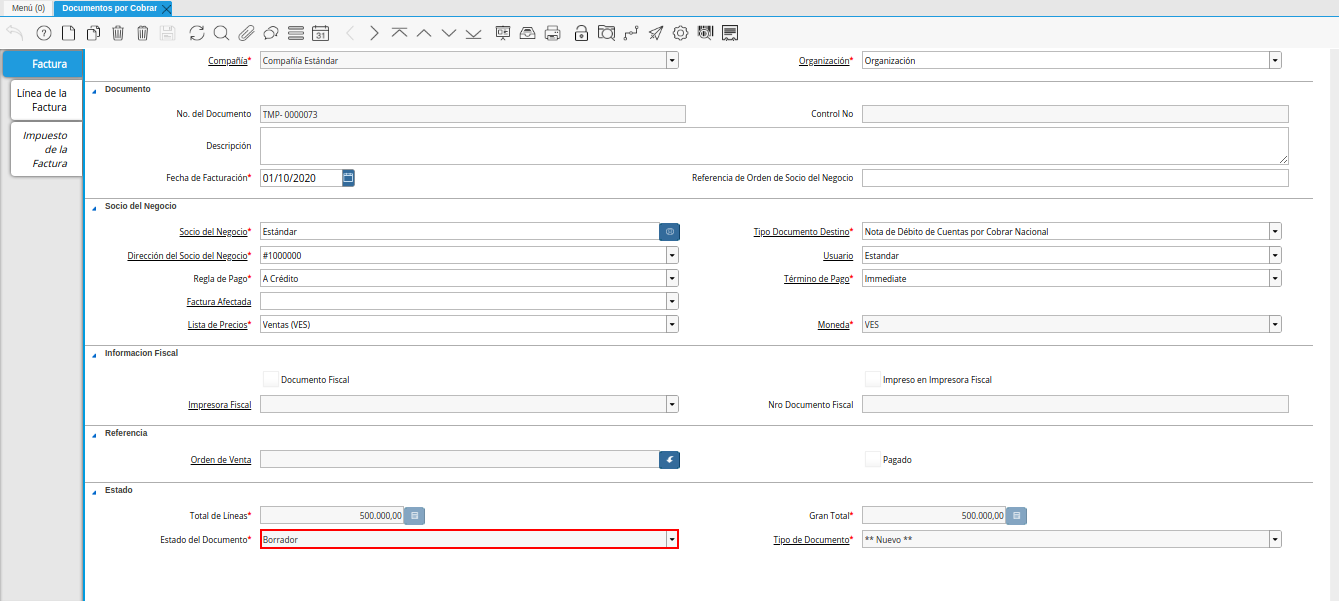 Menú (0) Documentos por Cobrar
31
Factura
Línea de la
Factura
Impuesto
de la
Factura
Compañía* Compañía Estándar Organización* Organización
Documento
No. del Documento TMP- 0000073 Control No
Descripción
Fecha de Facturación* 01/10/2020 Referencia de Orden de Socio del Negocio
Socio del Negocio
Socio del Negocio* Estándar Tipo Documento Destino* Nota de Débito de Cuentas por Cobrar Nacional
Dirección del Socio del Negocio* #1000000 Usuario Estandar
Regla de Pago* A Crédito Término de Pago* Immediate
Factura Afectada
Lista de Precios* Ventas (VES) Moneda* VES
Informacion Fiscal
Documento Fiscal Impreso en Impresora Fiscal
Impresora Fiscal Nro Documento Fiscal
Referencia
Orden de Venta Pagado
Estado
Total de Líneas* 500.000,00 Gran Total* 500.000,00
Estado del Documento* Borrador Tipo de Documento* ** Nuevo **